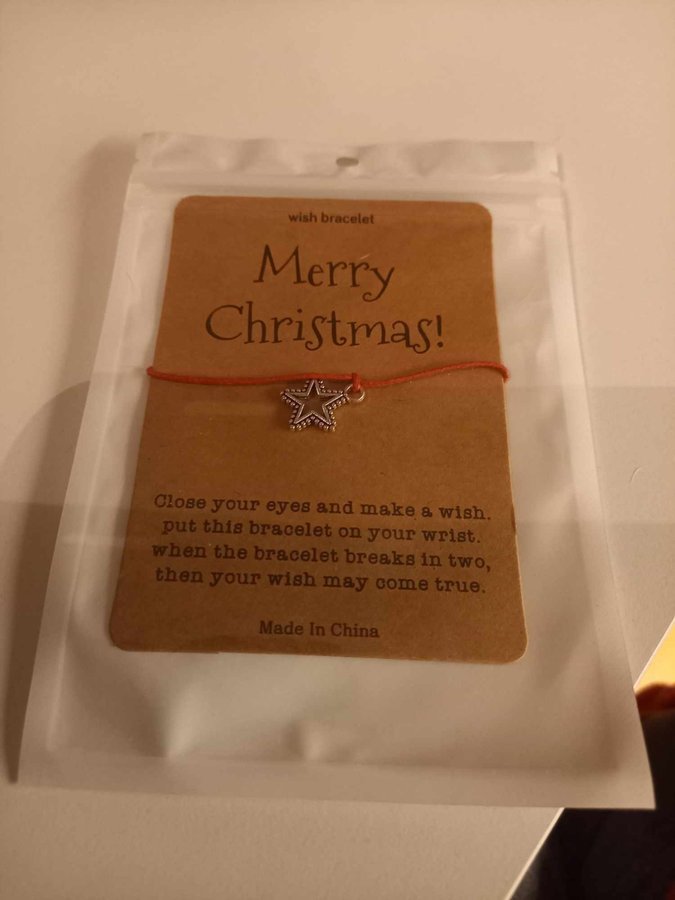 wish bracelet
Merry
Christmas!
Close your eyes and make a wish.
put this bracelet on your wrist.
when the bracelet breaks in two,
then your wish may come true.
Made In China